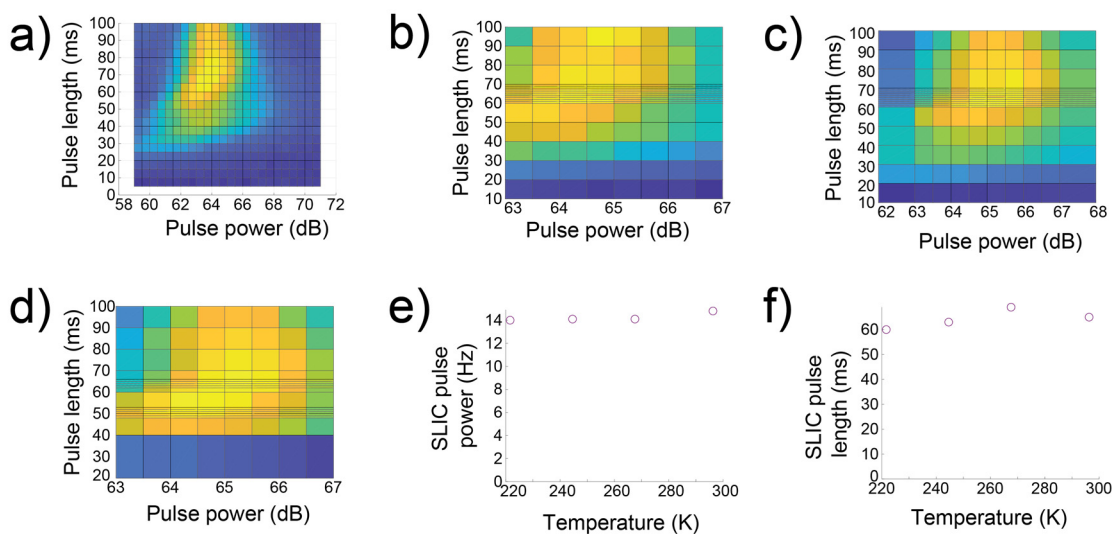 a)
Pulse length (ms)
100
90
80
70
60
50
40
30
20
10
0
58 60 62 64 66 68 70 72
Pulse power (dB)
b)
Pulse length (ms)
100
90
80
70
60
50
40
30
20
10
63 64 65 66 67
Pulse power (dB)
c)
Pulse length (ms)
100
90
80
70
60
50
40
30
20
10
62 63 64 65 66 67 68
Pulse power (dB)
d)
Pulse length (ms)
100
90
80
70
60
50
40
30
20
63 64 65 66 67
Pulse power (dB)
e)
SLIC pulse
power (Hz)
14
12
10
8
6
4
2
0
220 240 260 280 300
Temperature (K)
f)
SLIC pulse
length (ms)
60
50
40
30
20
10
0
220 240 260 280 300
Temperature (K)